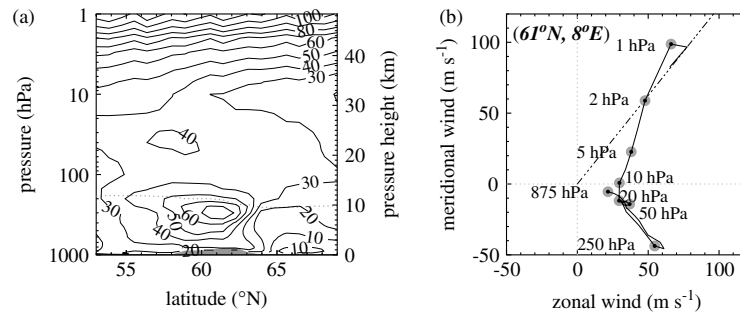 (a)
1
10
100
1000
pressure (hPa)
55
60
65
latitude (°N)
0
10
20
30
40
50
pressure height (km)
100
80
60
50
40
30
40
30
30
20
10
10
60
50
40
30
20
(b)
(61°N, 8°E)
100
50
0
-50
meridional wind (m s⁻¹)
-50
0
50
100
zonal wind (m s⁻¹)
1 hPa
2 hPa
5 hPa
10 hPa
875 hPa
20 hPa
50 hPa
250 hPa